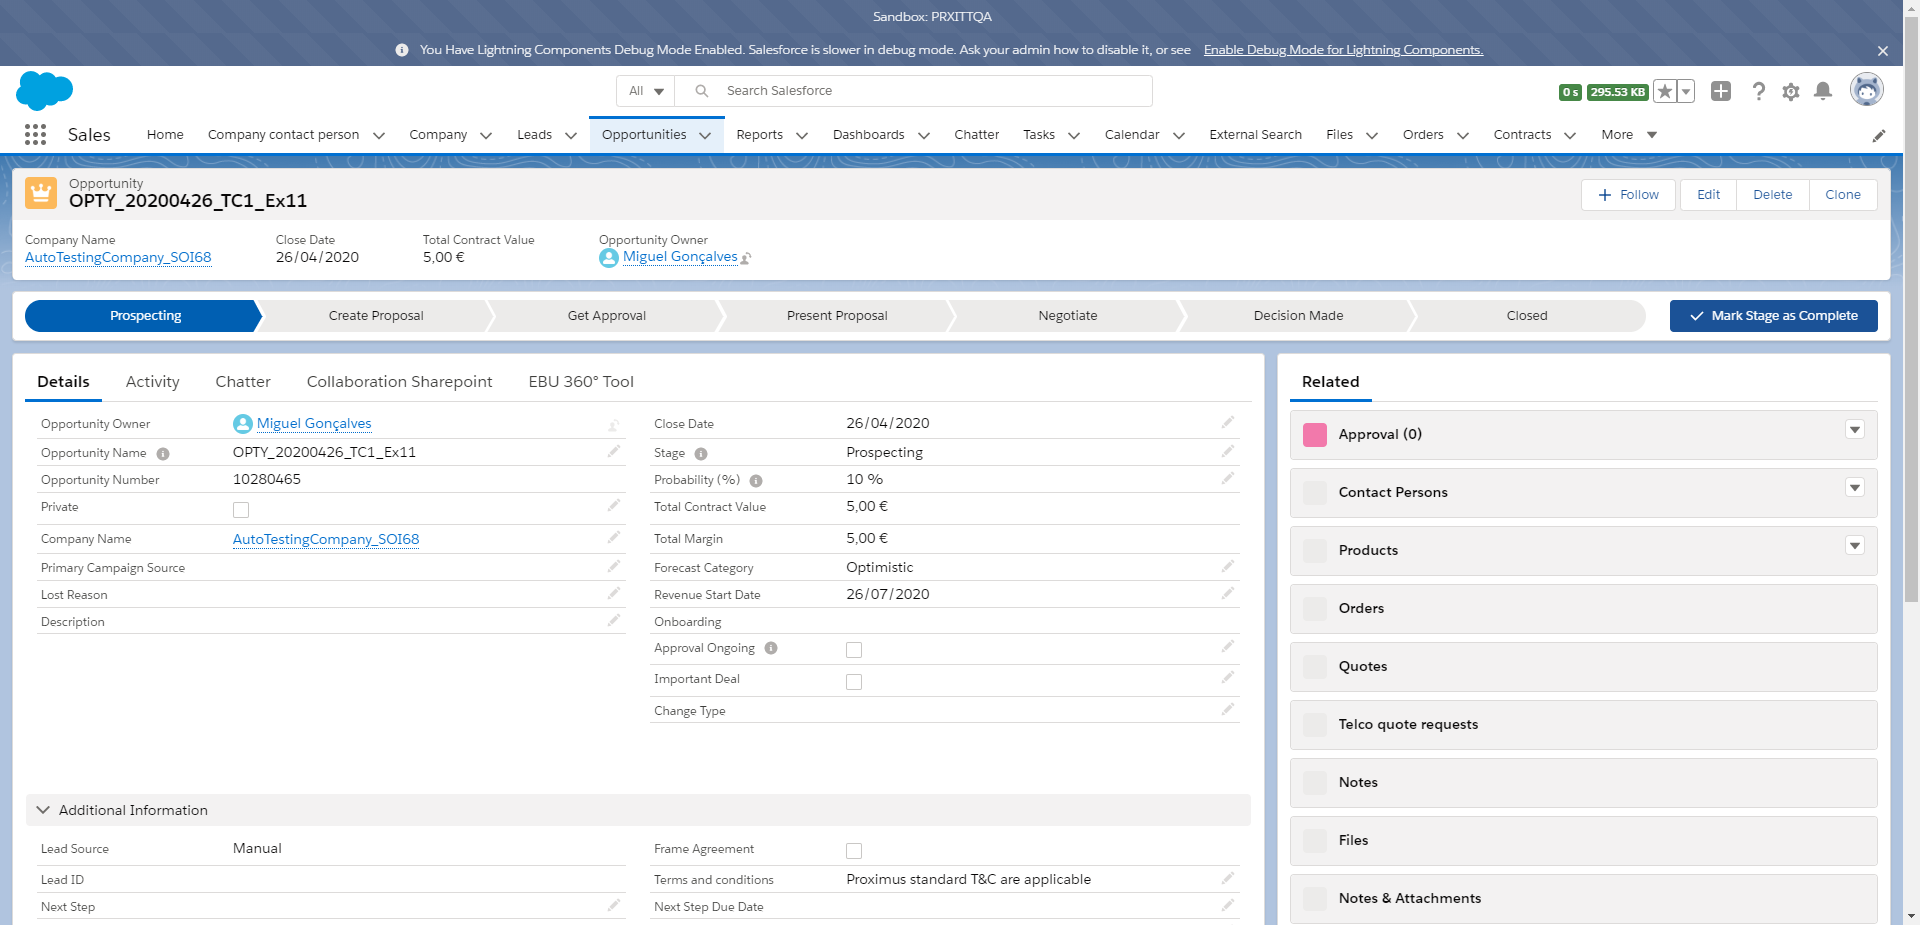 Sandbox: PRXITTQA
You Have Lightning Components Debug Mode Enabled. Salesforce is slower in debug mode. Ask your admin how to disable it, or see Enable Debug Mode for Lightning Components.
All Search Salesforce 0 s 295.53 KB
Sales Home Company contact person Company Leads Opportunities Reports Dashboards Chatter Tasks Calendar External Search Files Orders Contracts More
Opportunity
OPTY_20200426_TC1_Ex11
Follow Edit Delete Clone
Company Name Close Date Total Contract Value Opportunity Owner
AutoTestingCompany_SOI68 26/04/2020 5,00 € Miguel Gonçalves
Prospecting Create Proposal Get Approval Present Proposal Negotiate Decision Made Closed Mark Stage as Complete
Details Activity Chatter Collaboration Sharepoint EBU 360° Tool
Opportunity Owner Miguel Gonçalves
Opportunity Name OPTY_20200426_TC1_Ex11
Opportunity Number 10280465
Private
Company Name AutoTestingCompany_SOI68
Primary Campaign Source
Lost Reason
Description
Close Date 26/04/2020
Stage Prospecting
Probability (%) 10 %
Total Contract Value 5,00 €
Total Margin 5,00 €
Forecast Category Optimistic
Revenue Start Date 26/07/2020
Onboarding
Approval Ongoing
Important Deal
Change Type
Additional Information
Lead Source Manual
Lead ID
Next Step
Frame Agreement
Terms and conditions Proximus standard T&C are applicable
Next Step Due Date
Related
Approval (0)
Contact Persons
Products
Orders
Quotes
Telco quote requests
Notes
Files
Notes & Attachments